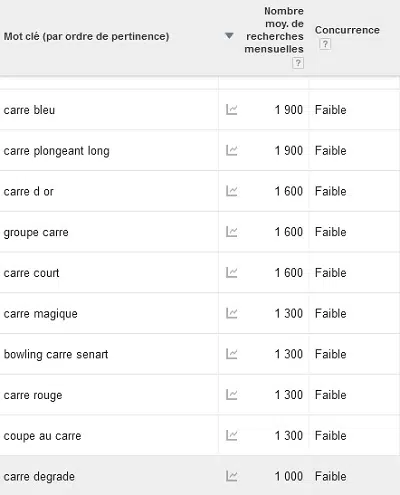 Mot clé (par ordre de pertinence)
Nombre
moy. de
recherches
mensuelles
?
Concurrence
?
carre bleu 1 900 Faible
carre plongeant long 1 900 Faible
carre d or 1 600 Faible
groupe carre 1 600 Faible
carre court 1 600 Faible
carre magique 1 300 Faible
bowling carre senart 1 300 Faible
carre rouge 1 300 Faible
coupe au carre 1 300 Faible
carre degrade 1 000 Faible